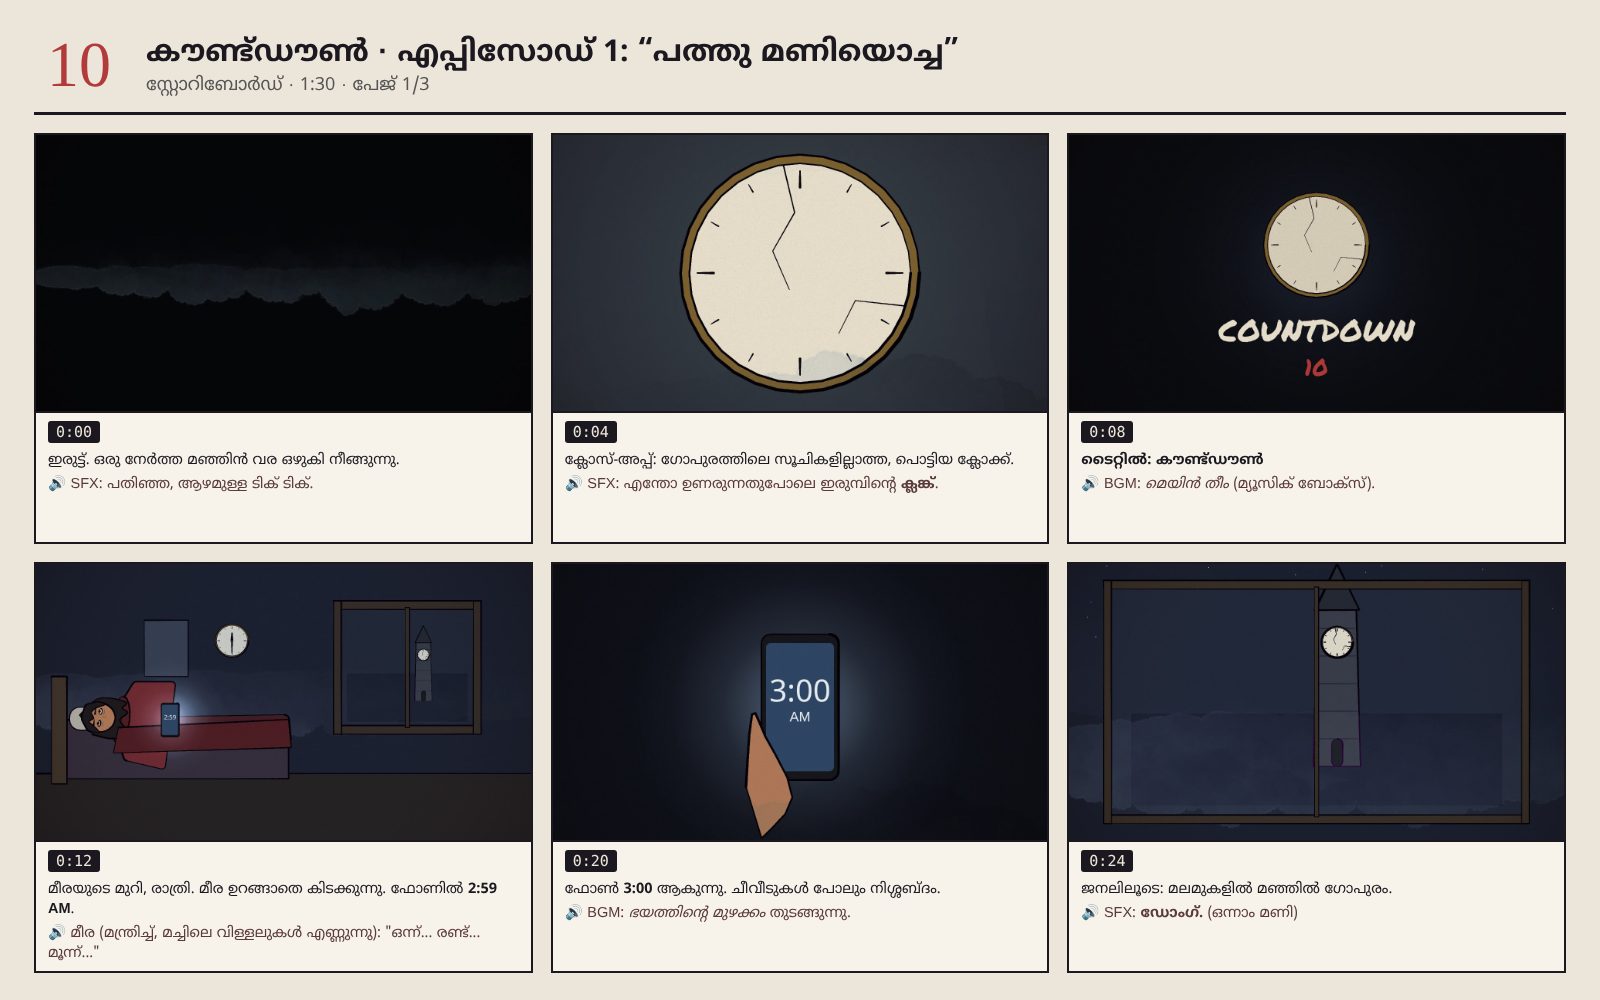 10
കൗണ്ട്ഡൗൺ · എപ്പിസോഡ് 1: “പത്തു മണിയൊച്ച”
സ്റ്റോറിബോർഡ് · 1:30 · പേജ് 1/3
0:00
ഇരുട്ട്. ഒരു നേർത്ത മഞ്ഞിൻ വര ഒഴുകി നീങ്ങുന്നു.
🔊 SFX: പതിഞ്ഞ, ആഴമുള്ള ടിക് ടിക്.
0:04
ക്ലോസ്-അപ്പ്: ഗോപുരത്തിലെ സൂചികളില്ലാത്ത, പൊട്ടിയ ക്ലോക്ക്.
🔊 SFX: എന്തോ ഉണരുന്നതുപോലെ ഇരുമ്പിന്റെ ക്ലങ്ക്.
COUNTDOWN
10
0:08
ടൈറ്റിൽ: കൗണ്ട്ഡൗൺ
🔊 BGM: മെയിൻ തീം (മ്യൂസിക് ബോക്സ്).
2:59
0:12
മീരയുടെ മുറി, രാത്രി. മീര ഉറങ്ങാതെ കിടക്കുന്നു. ഫോണിൽ 2:59
AM.
🔊 മീര (മന്ത്രിച്ച്, മച്ചിലെ വിള്ളലുകൾ എണ്ണുന്നു): "ഒന്ന്... രണ്ട്...
മൂന്ന്..."
3:00
AM
0:20
ഫോൺ 3:00 ആകുന്നു. ചീവീടുകൾ പോലും നിശ്ശബ്ദം.
🔊 BGM: ഭയത്തിന്റെ മുഴക്കം തുടങ്ങുന്നു.
0:24
ജനലിലൂടെ: മലമുകളിൽ മഞ്ഞിൽ ഗോപുരം.
🔊 SFX: ഡോംഗ്. (ഒന്നാം മണി)